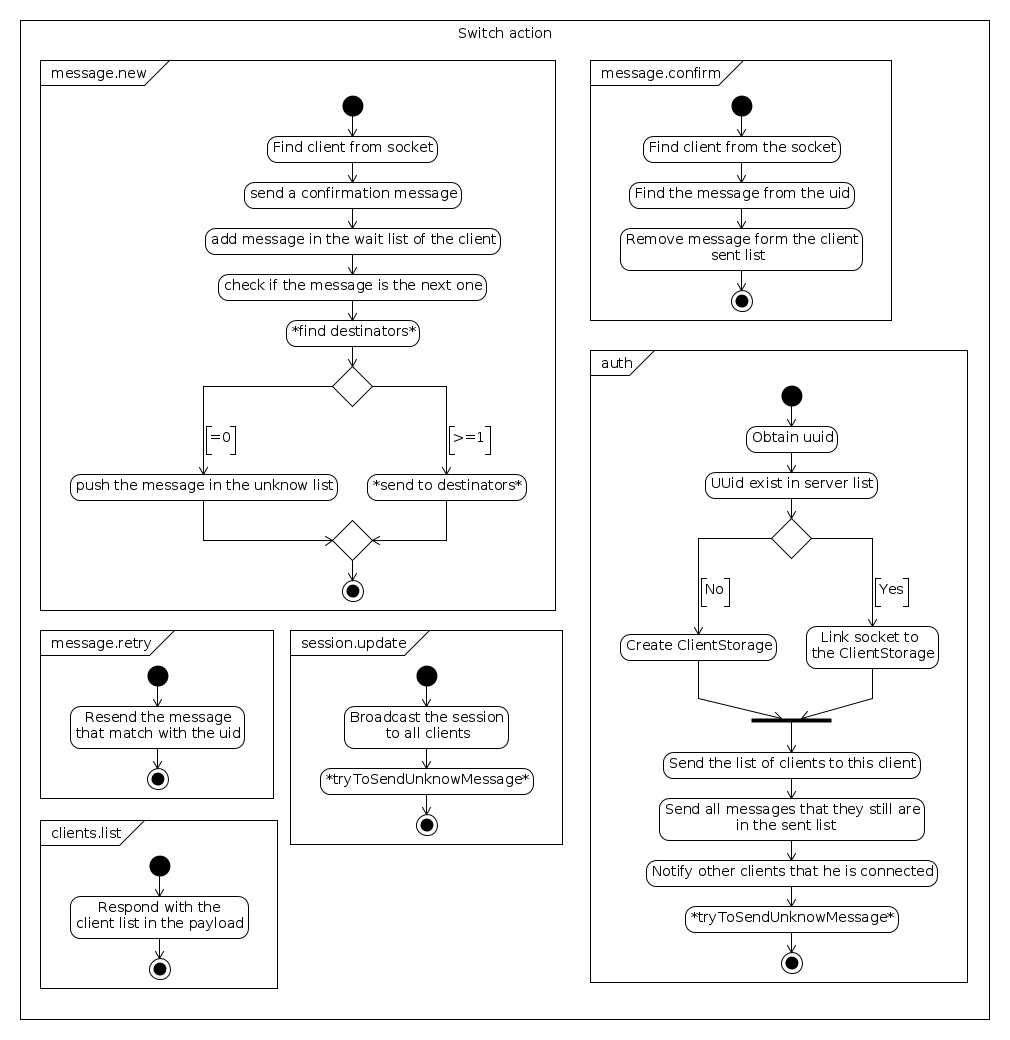 Switch action
message.new
Find client from socket
send a confirmation message
add message in the wait list of the client
check if the message is the next one
*find destinators*
[=0]
[>=1]
push the message in the unknow list
*send to destinators*
message.confirm
Find client from the socket
Find the message from the uid
Remove message form the client
sent list
auth
Obtain uuid
UUid exist in server list
[No]
[Yes]
Create ClientStorage
Link socket to
the ClientStorage
Send the list of clients to this client
Send all messages that they still are
in the sent list
Notify other clients that he is connected
*tryToSendUnknowMessage*
message.retry
Resend the message
that match with the uid
session.update
Broadcast the session
to all clients
*tryToSendUnknowMessage*
clients.list
Respond with the
client list in the payload